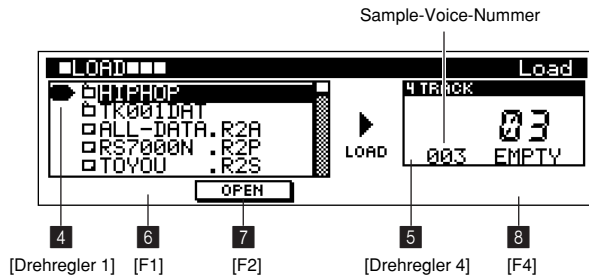 Sample-Voice-Nummer
LOAD Load
HIPHOP
TK001DAT
ALL-DATA.R2A
RS7000N .R2P
TOYOU .R2S
OPEN
LOAD
4 TRACK
03
003 EMPTY
4 6 7 5 8
[Drehregler 1] [F1] [F2] [Drehregler 4] [F4]